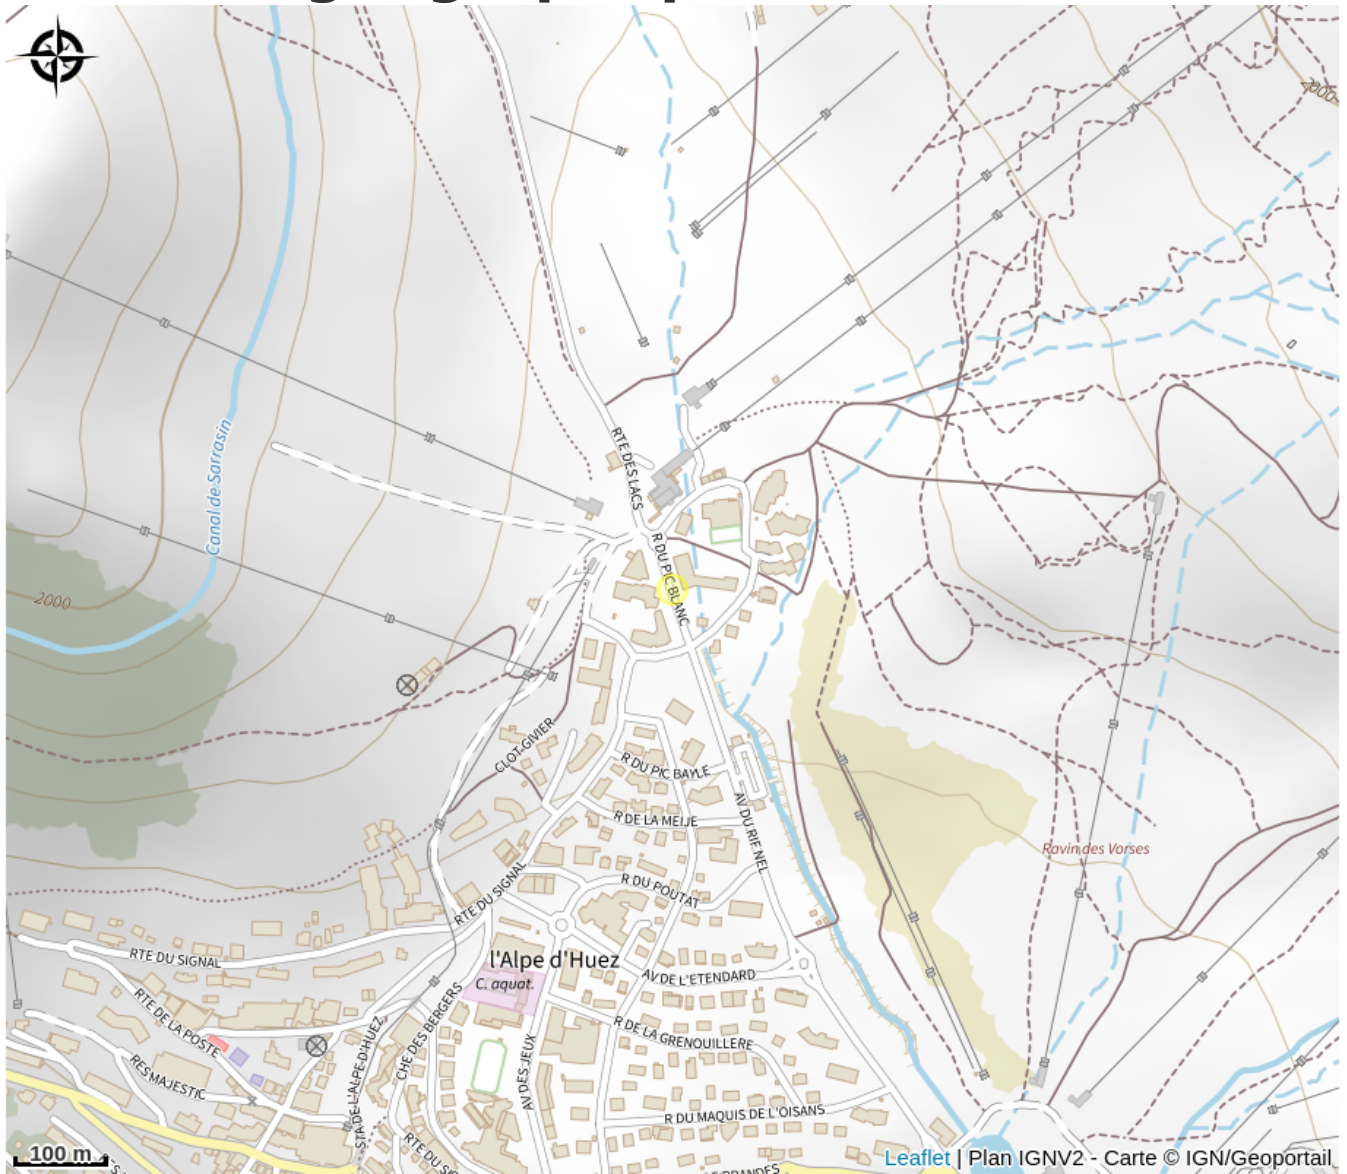 2000
RTE DES LACS
Canal de Sarrasin
R DU PIC BLANC
2000
CLOT-GIVIER
R DU PIC BAYLE
R DE LA MEIJE
AV DU RIF NEL
Ravin des Vorses
R DU POUTAT
RTE DU SIGNAL
RTE DU SIGNAL
l'Alpe d'Huez
C. aquat.
AV DE L'ETENDARD
RTE DE LA POSTE
CHE DES BERGERS
R DE LA GRENOUILLERE
RES MAJESTIC
STA DE L'ALPE D'HUEZ
AV DES JEUX
R DU MAQUIS DE L'OISANS
100 m
Leaflet | Plan IGNV2 - Carte © IGN/Geoportail